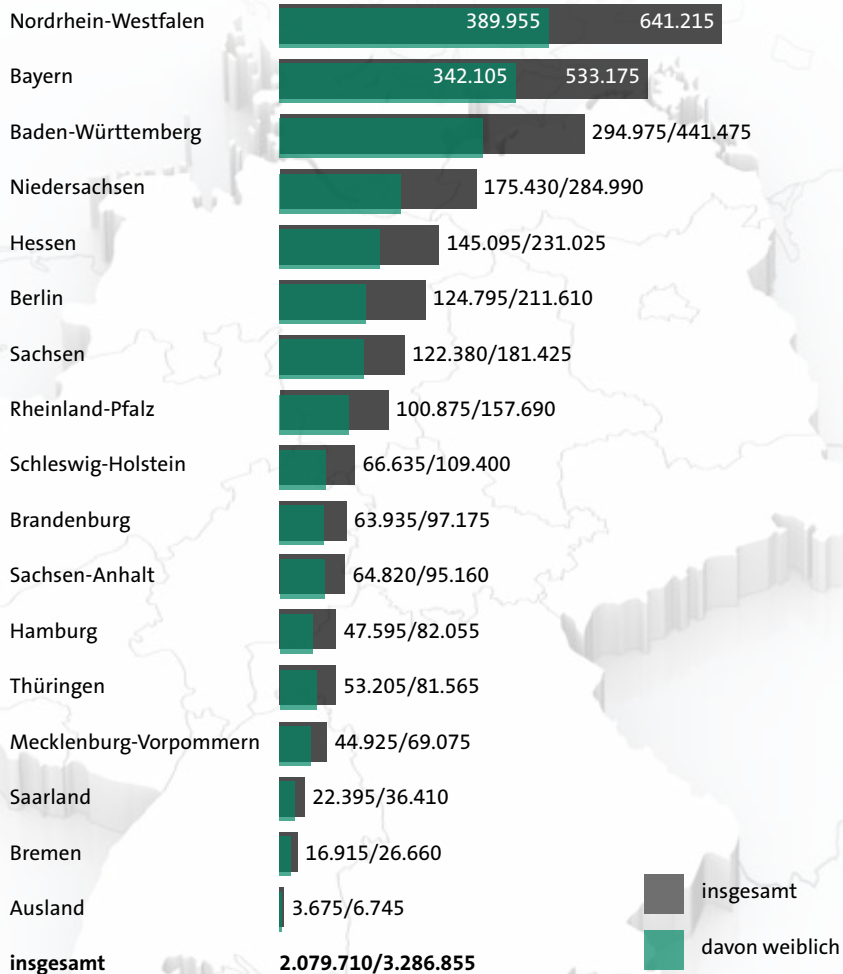 Nordrhein-Westfalen 389.955 641.215
Bayern 342.105 533.175
Baden-Württemberg 294.975/441.475
Niedersachsen 175.430/284.990
Hessen 145.095/231.025
Berlin 124.795/211.610
Sachsen 122.380/181.425
Rheinland-Pfalz 100.875/157.690
Schleswig-Holstein 66.635/109.400
Brandenburg 63.935/97.175
Sachsen-Anhalt 64.820/95.160
Hamburg 47.595/82.055
Thüringen 53.205/81.565
Mecklenburg-Vorpommern 44.925/69.075
Saarland 22.395/36.410
Bremen 16.915/26.660
Ausland 3.675/6.745
insgesamt 2.079.710/3.286.855
insgesamt
davon weiblich